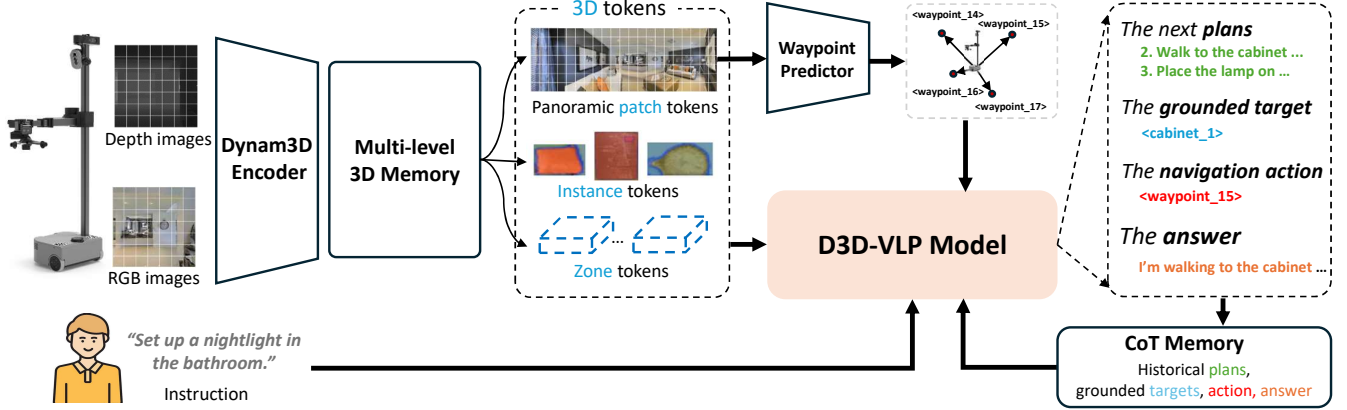 Depth images
RGB images
Dynam3D
Encoder
Multi-level
3D Memory
3D tokens
Panoramic patch tokens
Instance tokens
...
Zone tokens
Waypoint
Predictor
<waypoint_14>
<waypoint_15>
<waypoint_16>
<waypoint_17>
D3D-VLP Model
The next plans
2. Walk to the cabinet ...
3. Place the lamp on ...
The grounded target
<cabinet_1>
The navigation action
<waypoint_15>
The answer
I'm walking to the cabinet ...
CoT Memory
Historical plans,
grounded targets, action, answer
“Set up a nightlight in
the bathroom.”
Instruction